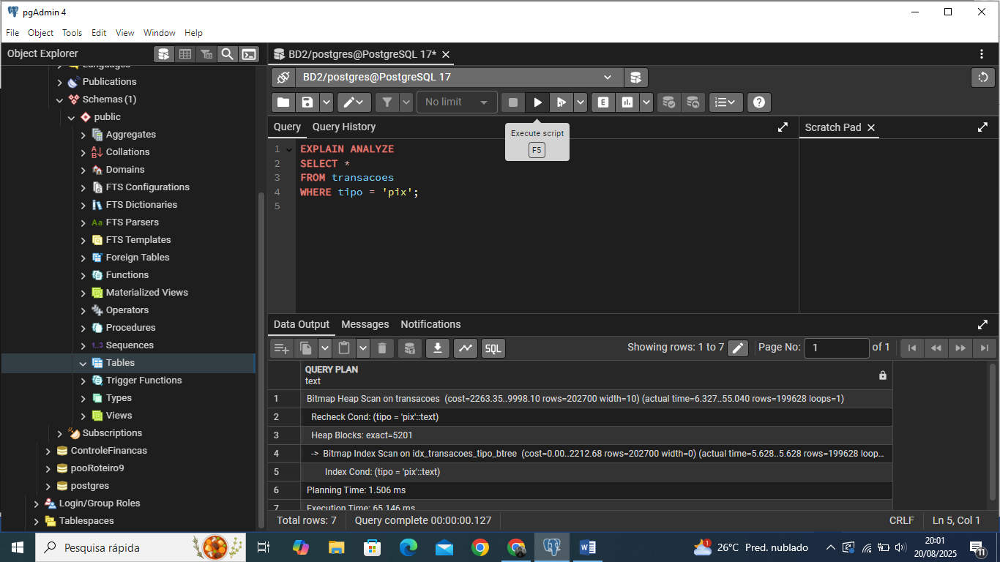 pgAdmin 4
File Object Tools Edit View Window Help
Object Explorer
BD2/postgres@PostgreSQL 17*
BD2/postgres@PostgreSQL 17
No limit
E
Execute script
F5
Languages
Publications
Schemas (1)
public
Aggregates
Collations
Domains
FTS Configurations
FTS Dictionaries
Aa FTS Parsers
FTS Templates
Foreign Tables
Functions
Materialized Views
Operators
Procedures
1..3 Sequences
Tables
Trigger Functions
Types
Views
Subscriptions
ControleFinancas
pooRoteiro9
postgres
Login/Group Roles
Tablespaces
Query Query History
Scratch Pad
1 EXPLAIN ANALYZE
2 SELECT *
3 FROM transacoes
4 WHERE tipo = 'pix';
5
Data Output Messages Notifications
SQL
Showing rows: 1 to 7
Page No: 1 of 1
QUERY PLAN
text
1 Bitmap Heap Scan on transacoes (cost=2263.35..9998.10 rows=202700 width=10) (actual time=6.327..55.040 rows=199628 loops=1)
2 Recheck Cond: (tipo = 'pix'::text)
3 Heap Blocks: exact=5201
4 -> Bitmap Index Scan on idx_transacoes_tipo_btree (cost=0.00..2212.68 rows=202700 width=0) (actual time=5.628..5.628 rows=199628 loop...
5 Index Cond: (tipo = 'pix'::text)
6 Planning Time: 1.506 ms
7 Execution Time: 65.146 ms
Total rows: 7 Query complete 00:00:00.127
CRLF Ln 5, Col 1
Pesquisa rápida
26°C Pred. nublado
20:01
20/08/2025
11